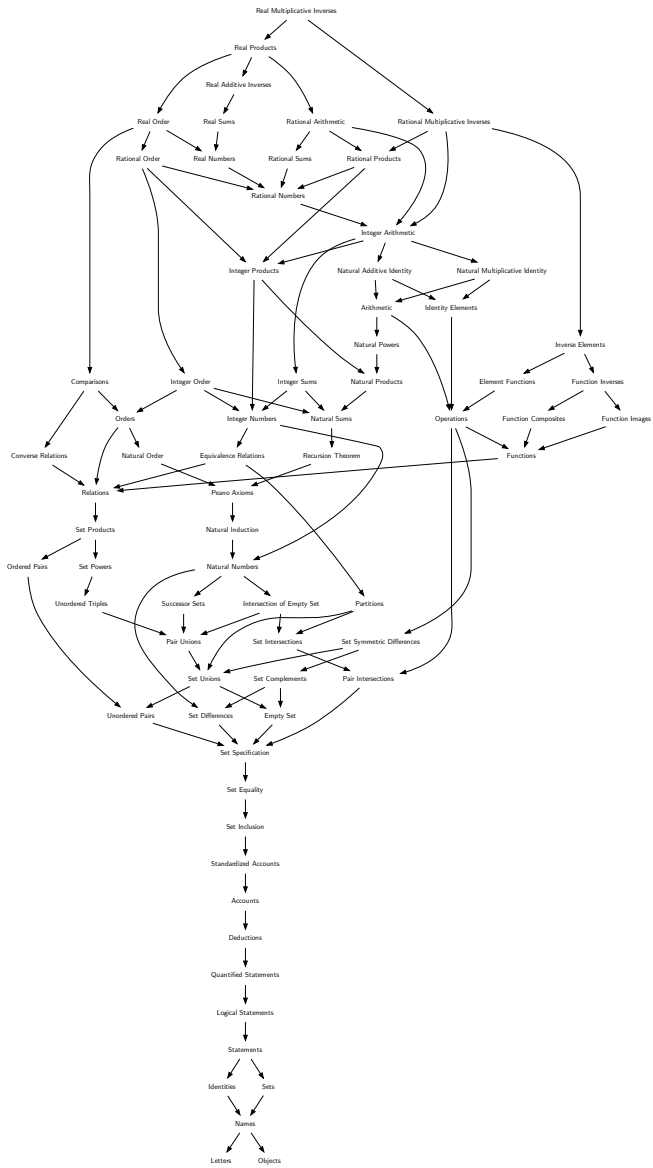 Real Multiplicative Inverses
Real Products
Real Additive Inverses
Real Order
Real Sums
Rational Arithmetic
Rational Multiplicative Inverses
Rational Order
Real Numbers
Rational Sums
Rational Products
Rational Numbers
Integer Arithmetic
Integer Products
Natural Additive Identity
Natural Multiplicative Identity
Arithmetic
Identity Elements
Natural Powers
Inverse Elements
Comparisons
Integer Order
Integer Sums
Natural Products
Element Functions
Function Inverses
Orders
Integer Numbers
Natural Sums
Operations
Function Composites
Function Images
Converse Relations
Natural Order
Equivalence Relations
Recursion Theorem
Functions
Relations
Peano Axioms
Set Products
Natural Induction
Ordered Pairs
Set Powers
Natural Numbers
Unordered Triples
Successor Sets
Intersection of Empty Set
Partitions
Pair Unions
Set Intersections
Set Symmetric Differences
Set Unions
Set Complements
Pair Intersections
Unordered Pairs
Set Differences
Empty Set
Set Specification
Set Equality
Set Inclusion
Standardized Accounts
Accounts
Deductions
Quantified Statements
Logical Statements
Statements
Identities
Sets
Names
Letters
Objects